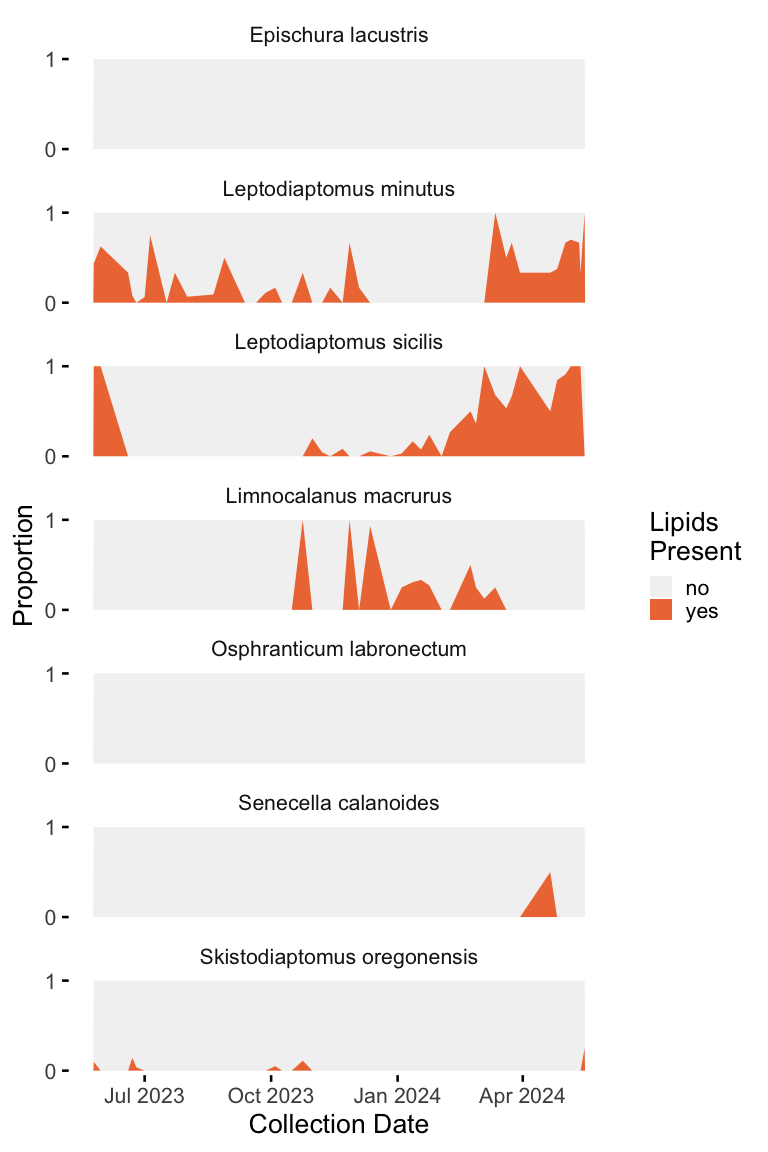 Epischura lacustris
1
0
Leptodiaptomus minutus
1
0
Leptodiaptomus sicilis
1
0
Limnocalanus macrurus
1
0
Osphranticum labronectum
1
0
Senecella calanoides
1
0
Skistodiaptomus oregonensis
1
0
Jul 2023 Oct 2023 Jan 2024 Apr 2024
Collection Date
Proportion
Lipids
Present
no
yes